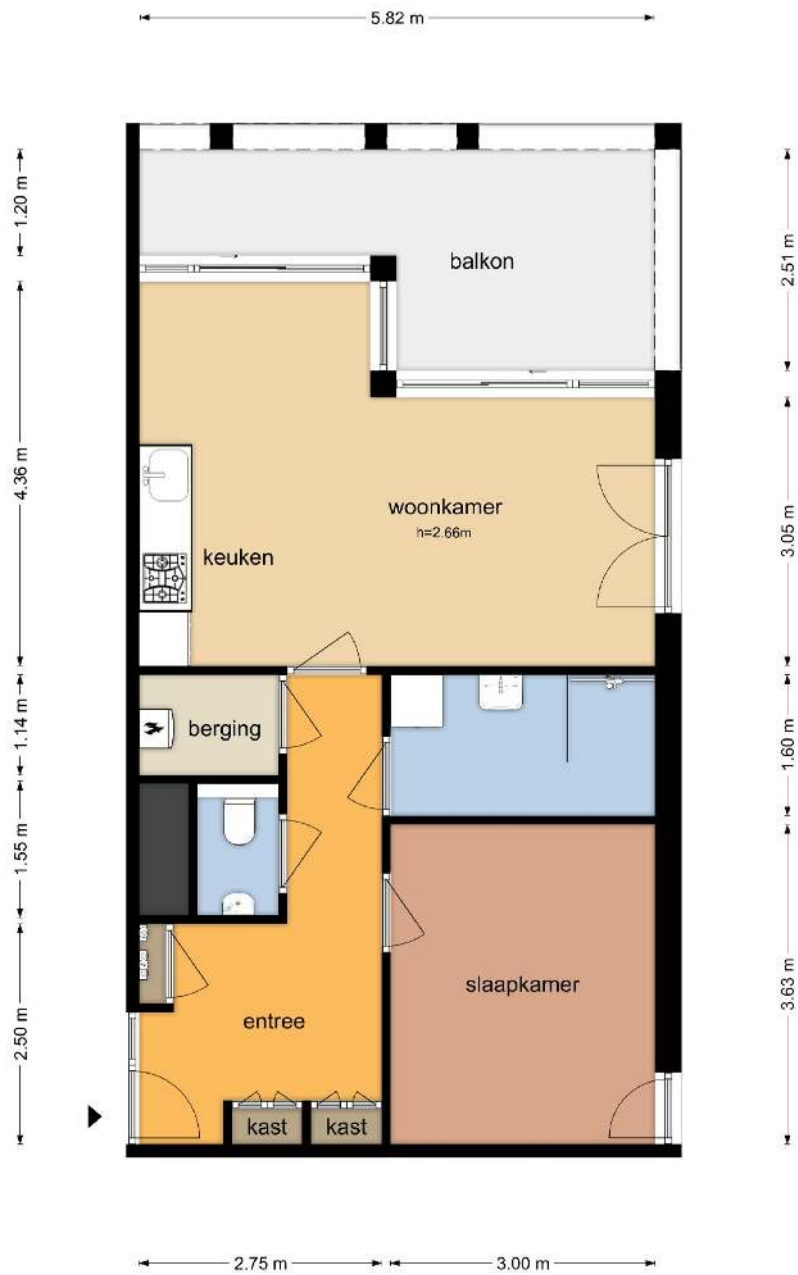 5.82 m
1.20 m
balkon
2.51 m
4.36 m
woonkamer
h=2.66m
keuken
3.05 m
1.14 m
berging
1.60 m
1.55 m
slaapkamer
3.63 m
2.50 m
entree
kast
kast
2.75 m
3.00 m